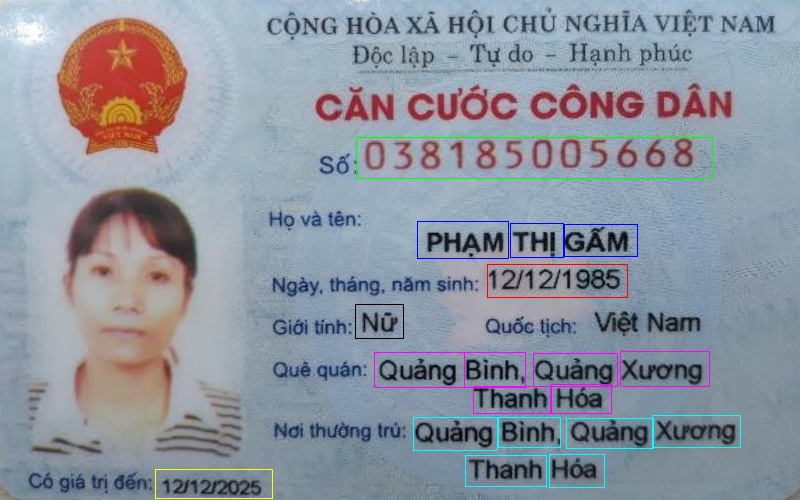 CỘNG HÒA XÃ HỘI CHỦ NGHĨA VIỆT NAM
Độc lập - Tự do - Hạnh phúc
CĂN CƯỚC CÔNG DÂN
Số: 038185005668
Họ và tên:
PHẠM THỊ GẤM
Ngày, tháng, năm sinh: 12/12/1985
Giới tính: Nữ Quốc tịch: Việt Nam
Quê quán: Quảng Bình, Quảng Xương
Thanh Hóa
Nơi thường trú: Quảng Bình, Quảng Xương
Thanh Hóa
Có giá trị đến: 12/12/2025
VIỆT NAM